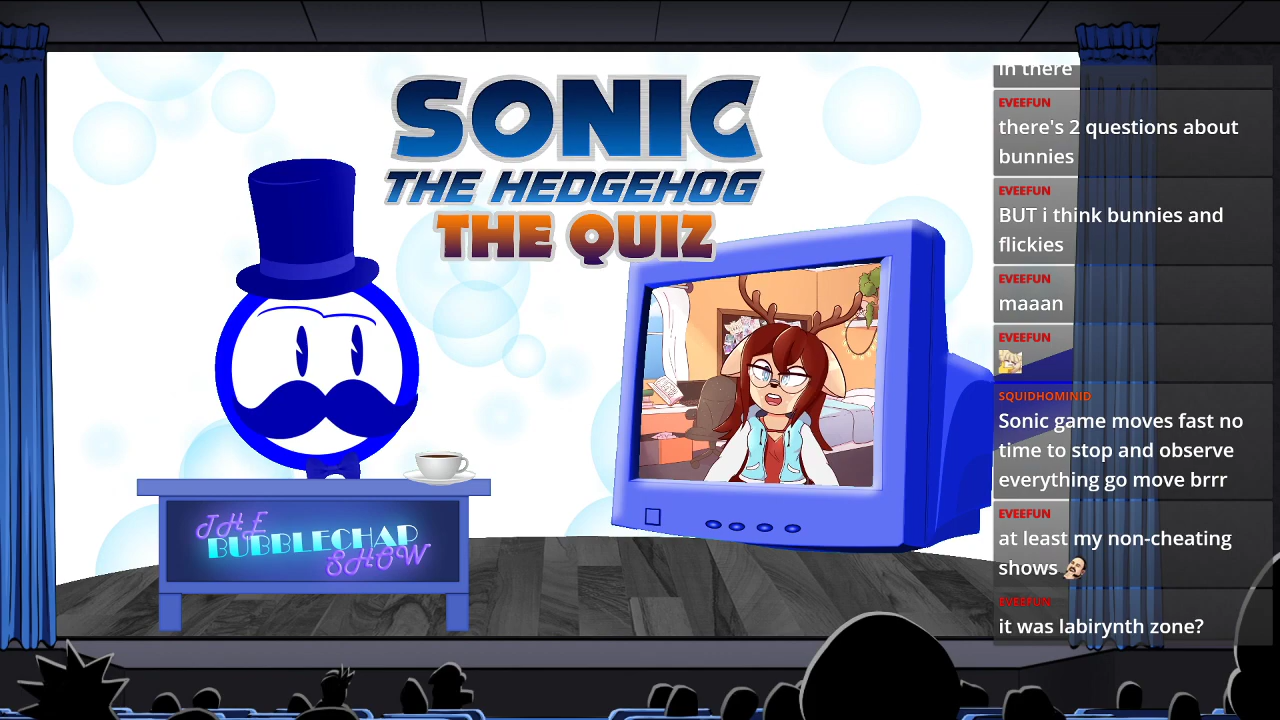 SONIC
THE HEDGEHOG
THE QUIZ
THE
BUBBLECHAP
SHOW
in there
EVEEFUN
there's 2 questions about
bunnies
EVEEFUN
BUT i think bunnies and
flickies
EVEEFUN
maaan
EVEEFUN
SQUIDHOMINID
Sonic game moves fast no
time to stop and observe
everything go move brrr
EVEEFUN
at least my non-cheating
shows
EVEEFUN
it was labirynth zone?